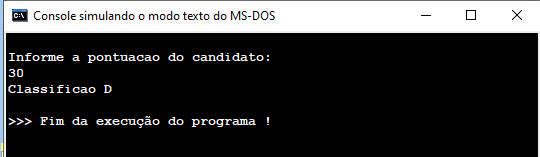 Console simulando o modo texto do MS-DOS
Informe a pontuacao do candidato:
30
Classificao D
>>> Fim da execução do programa !